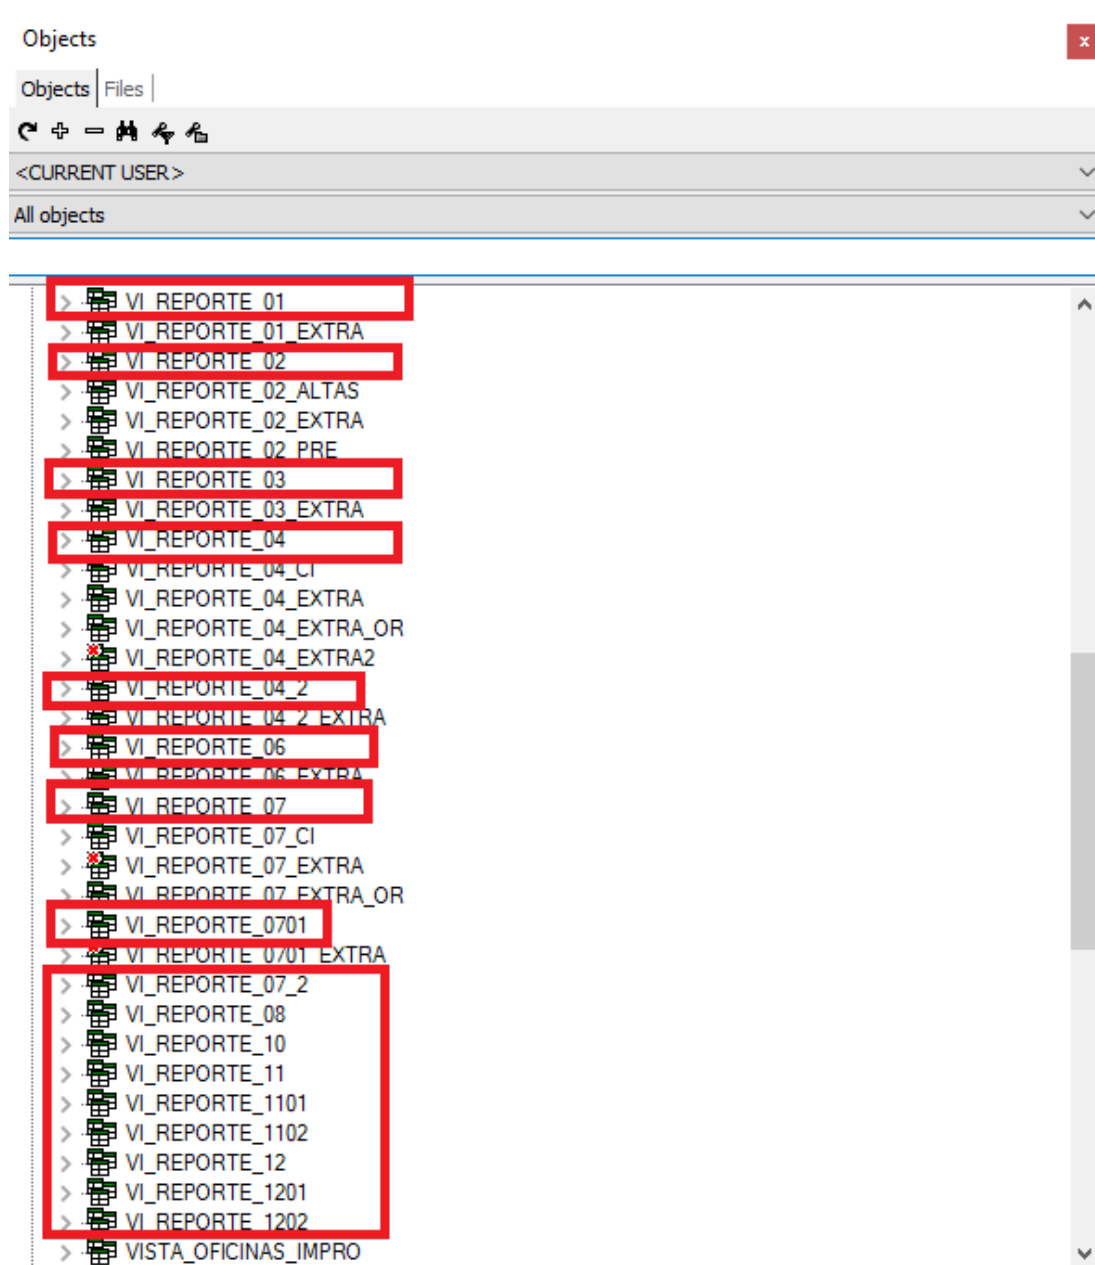 Objects
x
Objects Files
<CURRENT USER>
All objects
VI_REPORTE_01
VI_REPORTE_01_EXTRA
VI_REPORTE_02
VI_REPORTE_02_ALTAS
VI_REPORTE_02_EXTRA
VI_REPORTE_02_PRE
VI_REPORTE_03
VI_REPORTE_03_EXTRA
VI_REPORTE_04
VI_REPORTE_04_CI
VI_REPORTE_04_EXTRA
VI_REPORTE_04_EXTRA_OR
VI_REPORTE_04_EXTRA2
VI_REPORTE_04_2
VI_REPORTE_04_2_EXTRA
VI_REPORTE_06
VI_REPORTE_06_EXTRA
VI_REPORTE_07
VI_REPORTE_07_CI
VI_REPORTE_07_EXTRA
VI_REPORTE_07_EXTRA_OR
VI_REPORTE_0701
VI_REPORTE_0701_EXTRA
VI_REPORTE_07_2
VI_REPORTE_08
VI_REPORTE_10
VI_REPORTE_11
VI_REPORTE_1101
VI_REPORTE_1102
VI_REPORTE_12
VI_REPORTE_1201
VI_REPORTE_1202
VISTA_OFICINAS_IMPRO